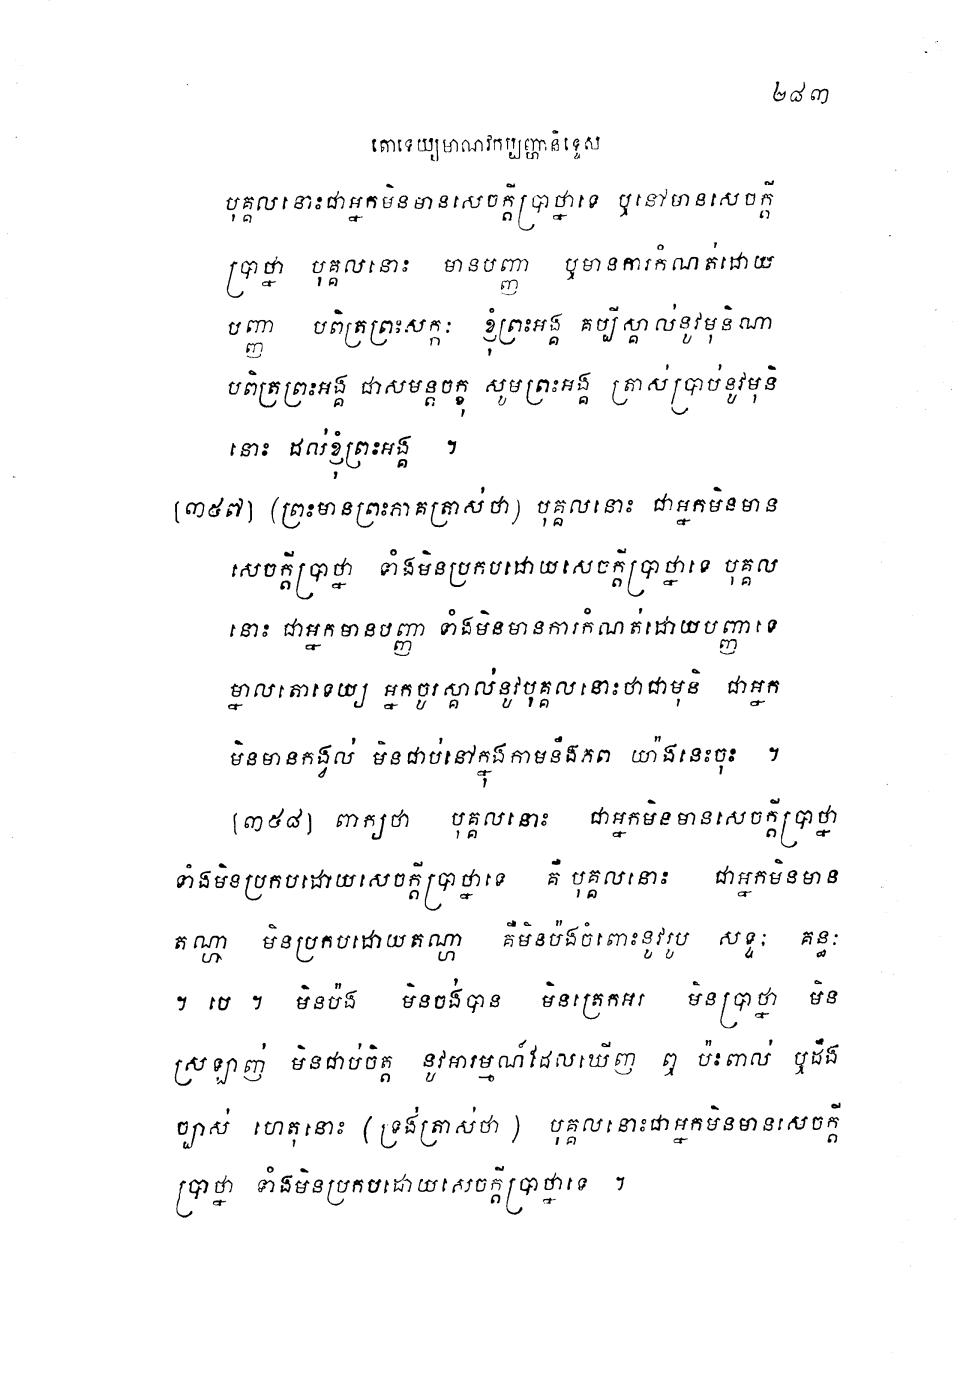 ២៨៣
តោទេយ្យមាណវកប្បញ្ហានិទ្ទេស
បុគ្គលនោះជាអ្នកមិនមានសេចក្តីប្រាថ្នាទេ ឬនៅមានសេចក្តី
ប្រាថ្នា បុគ្គលនោះ មានបញ្ញា ឬមានការកំណត់ដោយ
បញ្ញា បពិត្រព្រះសក្កៈ ខ្ញុំព្រះអង្គ គប្បីស្គាល់នូវមុនិណា
បពិត្រព្រះអង្គ ជាសមន្តចក្ខុ សូមព្រះអង្គ ត្រាស់ប្រាប់នូវមុនិ
នោះ ដល់ខ្ញុំព្រះអង្គ ។
[៣៥៧] (ព្រះមានព្រះភាគត្រាស់ថា) បុគ្គលនោះ ជាអ្នកមិនមាន
សេចក្តីប្រាថ្នា ទាំងមិនប្រកបដោយសេចក្តីប្រាថ្នាទេ បុគ្គល
នោះ ជាអ្នកមានបញ្ញា ទាំងមិនមានការកំណត់ដោយបញ្ញាទេ
ម្នាលតោទេយ្យ អ្នកចូរស្គាល់នូវបុគ្គលនោះថាជាមុនិ ជាអ្នក
មិនមានកង្វល់ មិនជាប់នៅក្នុងកាមនឹងភព យ៉ាងនេះចុះ ។
[៣៥៨] ពាក្យថា បុគ្គលនោះ ជាអ្នកមិនមានសេចក្តីប្រាថ្នា
ទាំងមិនប្រកបដោយសេចក្តីប្រាថ្នាទេ គឺ បុគ្គលនោះ ជាអ្នកមិនមាន
តណ្ហា មិនប្រកបដោយតណ្ហា គឺមិនប៉ងចំពោះនូវរូប សទ្ទៈ គន្ធៈ
។ បេ ។ មិនប៉ង មិនចង់បាន មិនត្រេកអរ មិនប្រាថ្នា មិន
ស្រឡាញ់ មិនជាប់ចិត្ត នូវអារម្មណ៍ដែលឃើញ ឮ ប៉ះពាល់ ឬដឹង
ច្បាស់ ហេតុនោះ (ទ្រង់ត្រាស់ថា) បុគ្គលនោះជាអ្នកមិនមានសេចក្តី
ប្រាថ្នា ទាំងមិនប្រកបដោយសេចក្តីប្រាថ្នាទេ ។